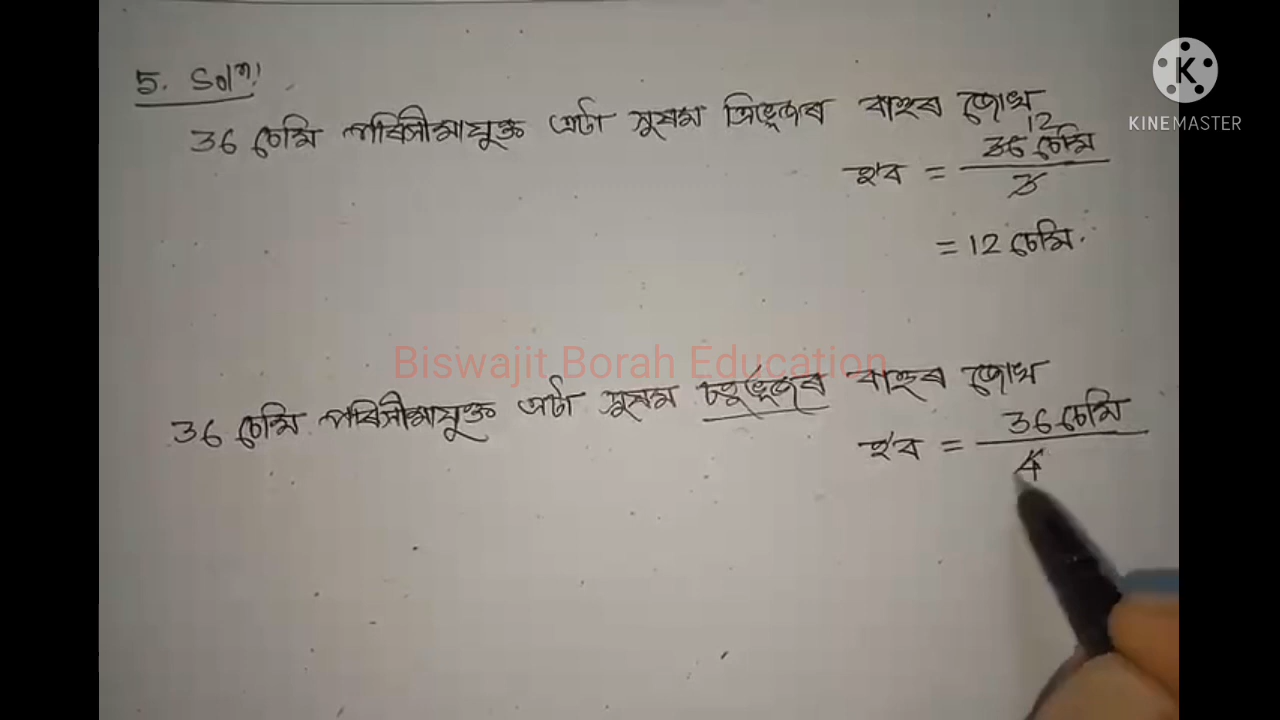 5. Solⁿ!
36 চেমি পৰিসীমাযুক্ত এটা সুষম ত্ৰিভূজৰ বাহুৰ জোখ
হ'ব = 36 চেমি / 3
12
= 12 চেমি.
36 চেমি পৰিসীমাযুক্ত এটা সুষম চতুৰ্ভূজৰ বাহুৰ জোখ
হ'ব = 36 চেমি / 4
Biswajit Borah Education
K
KINEMASTER